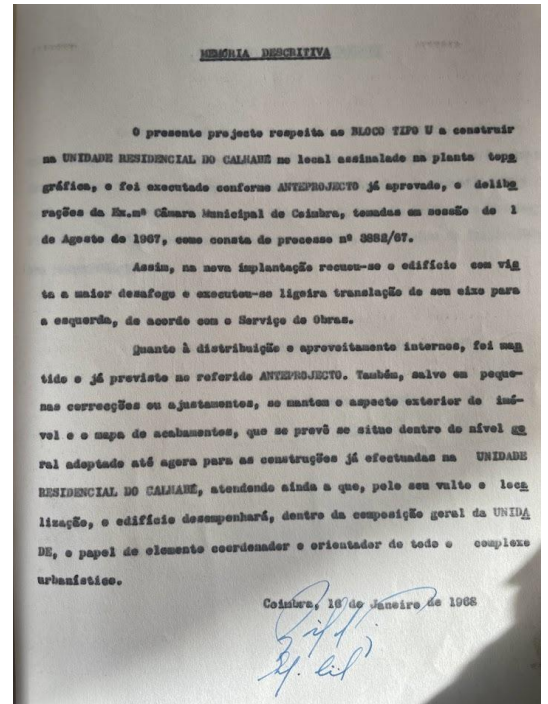 MEMÓRIA DESCRITIVA
O presente projecto respeita ao BLOCO TIPO U a construir
na UNIDADE RESIDENCIAL DO CALHABÉ no local assinalado na planta topo
gráfica, e foi executado conforme ANTEPROJECTO já aprovado, e delibe
rações da Ex.mª Câmara Municipal de Coimbra, tomadas em sessão de 1
de Agosto de 1967, como consta do processo nº 3882/67.
Assim, na nova implantação recuou-se o edifício com vis
ta a maior desafogo e executou-se ligeira translação do seu eixo para
a esquerda, de acordo com o Serviço de Obras.
Quanto à distribuição e aproveitamento internos, foi man
tido o já previsto no referido ANTEPROJECTO. Também, salvo em peque-
nas correcções ou ajustamentos, se mantem o aspecto exterior do imó-
vel e o mapa de acabamentos, que se prevê se situe dentro do nível ge
ral adoptado até agora para as construções já efectuadas na UNIDADE
RESIDENCIAL DO CALHABÉ, atendendo ainda a que, pelo seu vulto e loca
lização, o edifício desempenhará, dentro da composição geral da UNIDA
DE, o papel de elemento coordenador e orientador de todo o complexo
urbanístico.
Coimbra, 16 de Janeiro de 1968